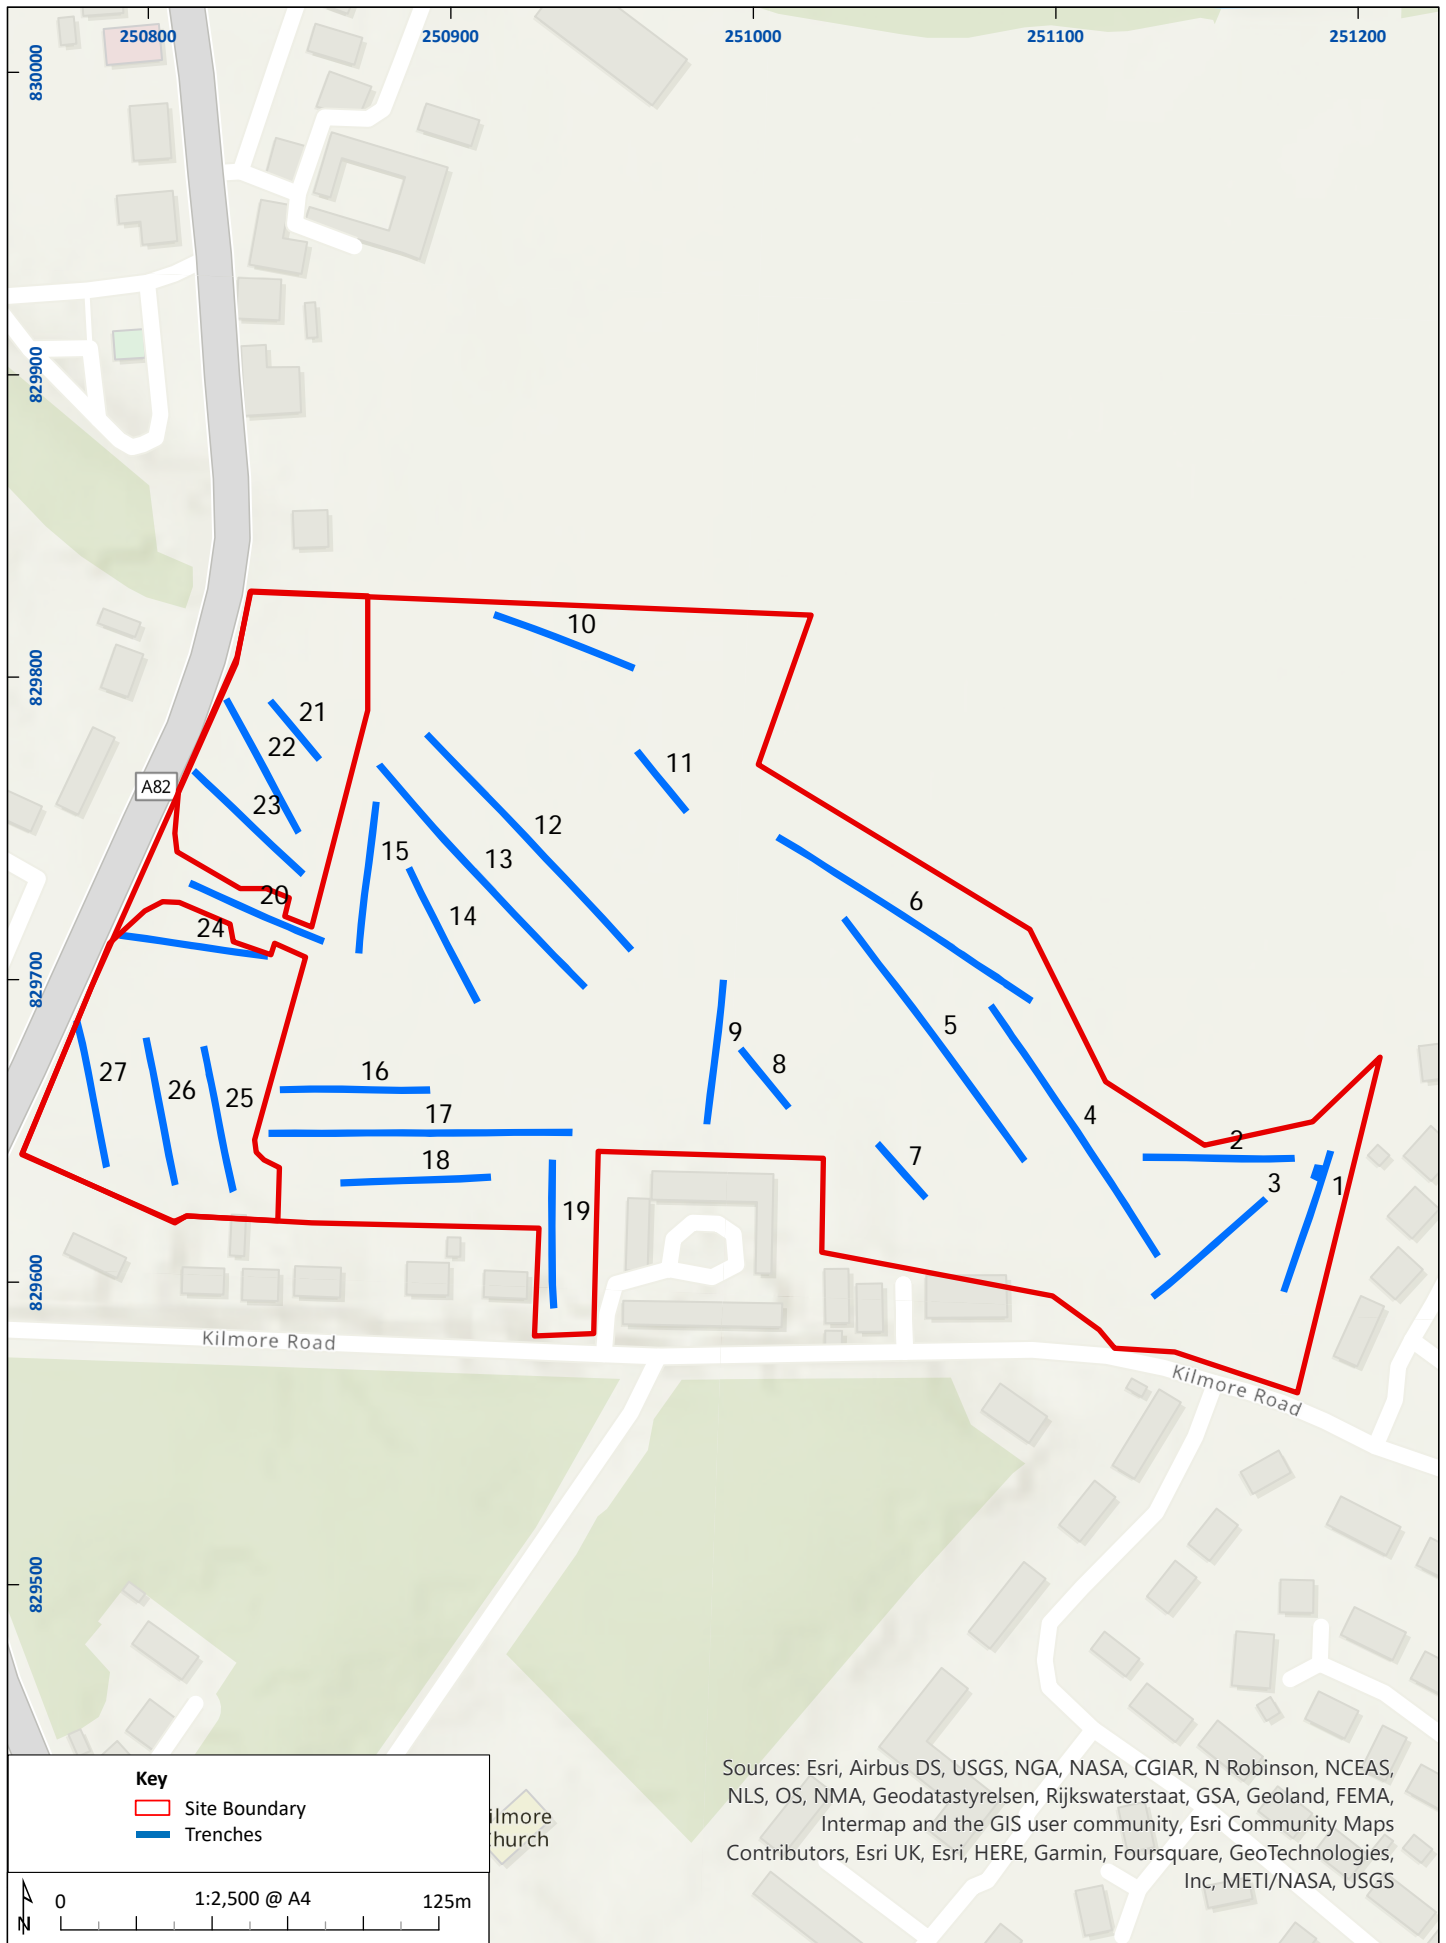 250800
250900
251000
251100
251200
830000
829900
829800
829700
829600
829500
10
21
11
22
A82
23
12
15
13
20
6
14
24
5
9
8
27
16
26
25
17
4
7
2
18
3
1
19
Kilmore Road
Kilmore Road
Key
Site Boundary
Trenches
ilmore
hurch
0
1:2,500 @ A4
125m
N
Sources: Esri, Airbus DS, USGS, NGA, NASA, CGIAR, N Robinson, NCEAS,
NLS, OS, NMA, Geodatastyrelsen, Rijkswaterstaat, GSA, Geoland, FEMA,
Intermap and the GIS user community, Esri Community Maps
Contributors, Esri UK, Esri, HERE, Garmin, Foursquare, GeoTechnologies,
Inc, METI/NASA, USGS